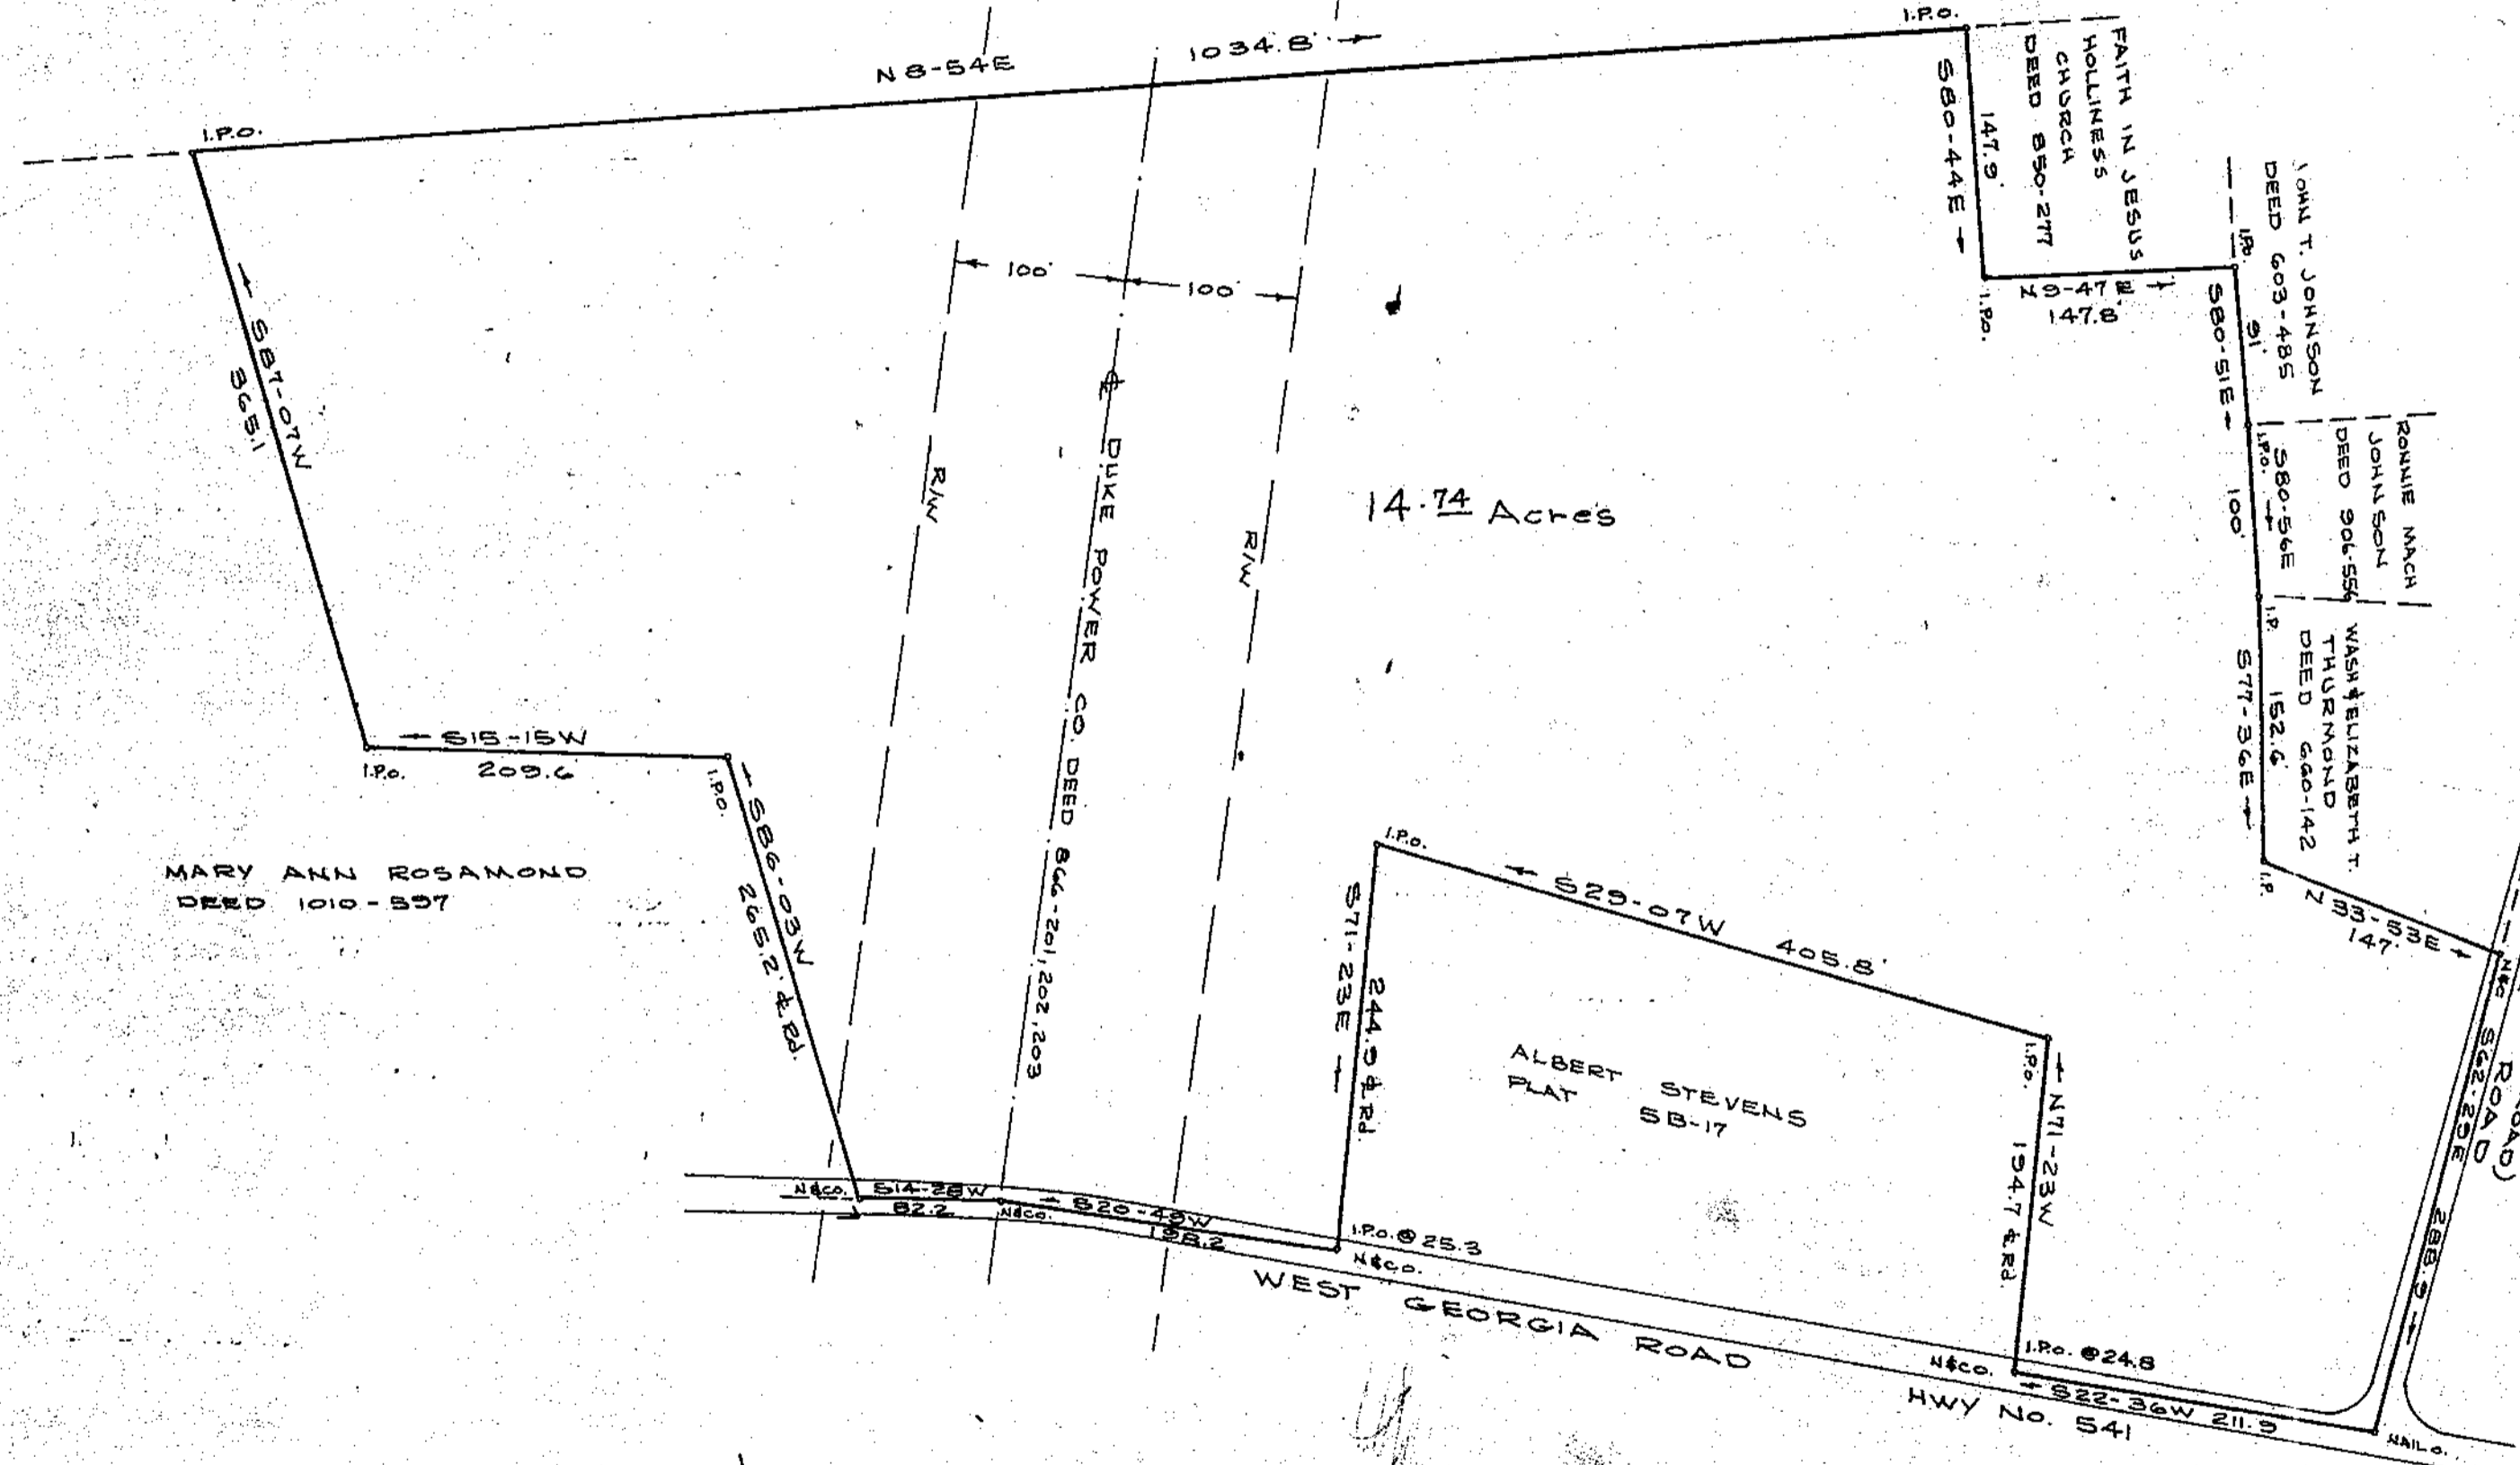 I.P.O.
N 8-54E
1034.8'
I.P.O.
S80-44E
147.9'
FAITH IN JESUS
HOLLINESS
CHURCH
DEED 850-277
I.P.O.
N9-47E
147.8'
I.P.O.
JOHN T. JOHNSON
DEED 603-485
S80-51E
91'
I.P.O.
RONNIE MACH
JOHNSON
DEED 906-556
S80-56E
100'
I.P.
WASH & ELIZABETH T.
THURMOND
DEED 660-142
S77-36E
152.6'
I.P.
N 33-53E
147'
N&C
ROAD)
ROAD
S62-29E
288.9
NAIL O.
S22-36W 211.9
HWY No. 541
WEST GEORGIA ROAD
N&CO.
I.P.O. @ 24.8
N71-23W
194.7 ℄ Rd
I.P.O.
S29-07W 405.8'
ALBERT STEVENS
PLAT 5B-17
I.P.O.
S71-23E
244.9 ℄ Rd.
I.P.O. @ 25.3
N&CO.
S20-49W
198.2
N&CO.
S14-28W
82.2
N&CO.
S86-03W
265.2' ℄ Rd.
I.P.O.
S15-15W
209.6
I.P.O.
MARY ANN ROSAMOND
DEED 1010-597
S87-07W
365.1
100'
100'
R/W
℄ DUKE POWER CO. DEED 866-201, 202, 203
R/W
14.74 Acres